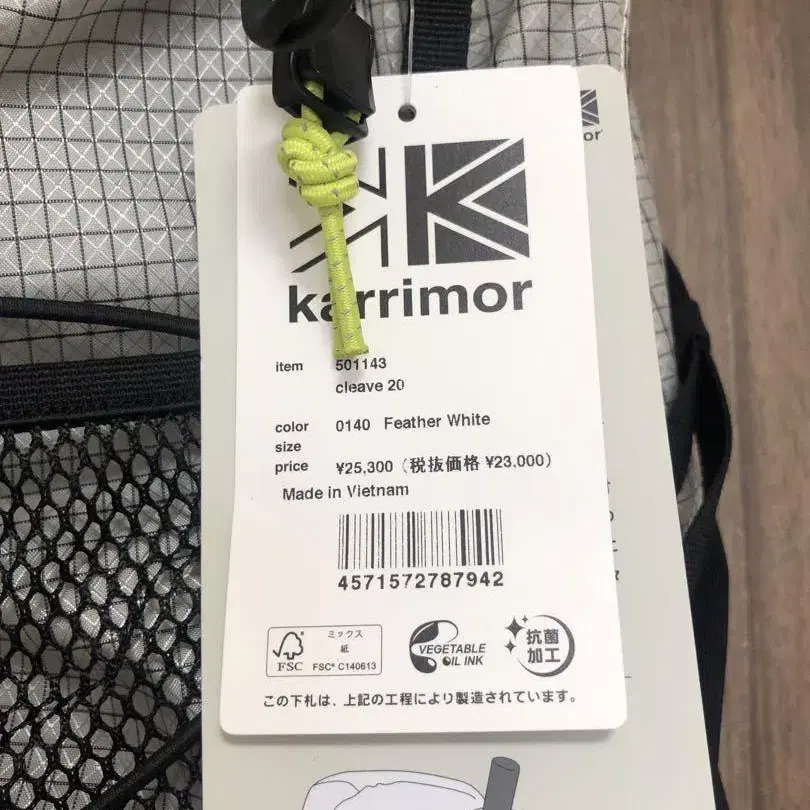 karrimor
or
item 501143
cleave 20
color 0140 Feather White
size
price ¥25,300 (税抜価格 ¥23,000)
Made in Vietnam
4571572787942
FSC
ミックス
紙
FSC® C140613
VEGETABLE
OIL INK
抗菌
加工
この下札は、上記の工程により製造されています。